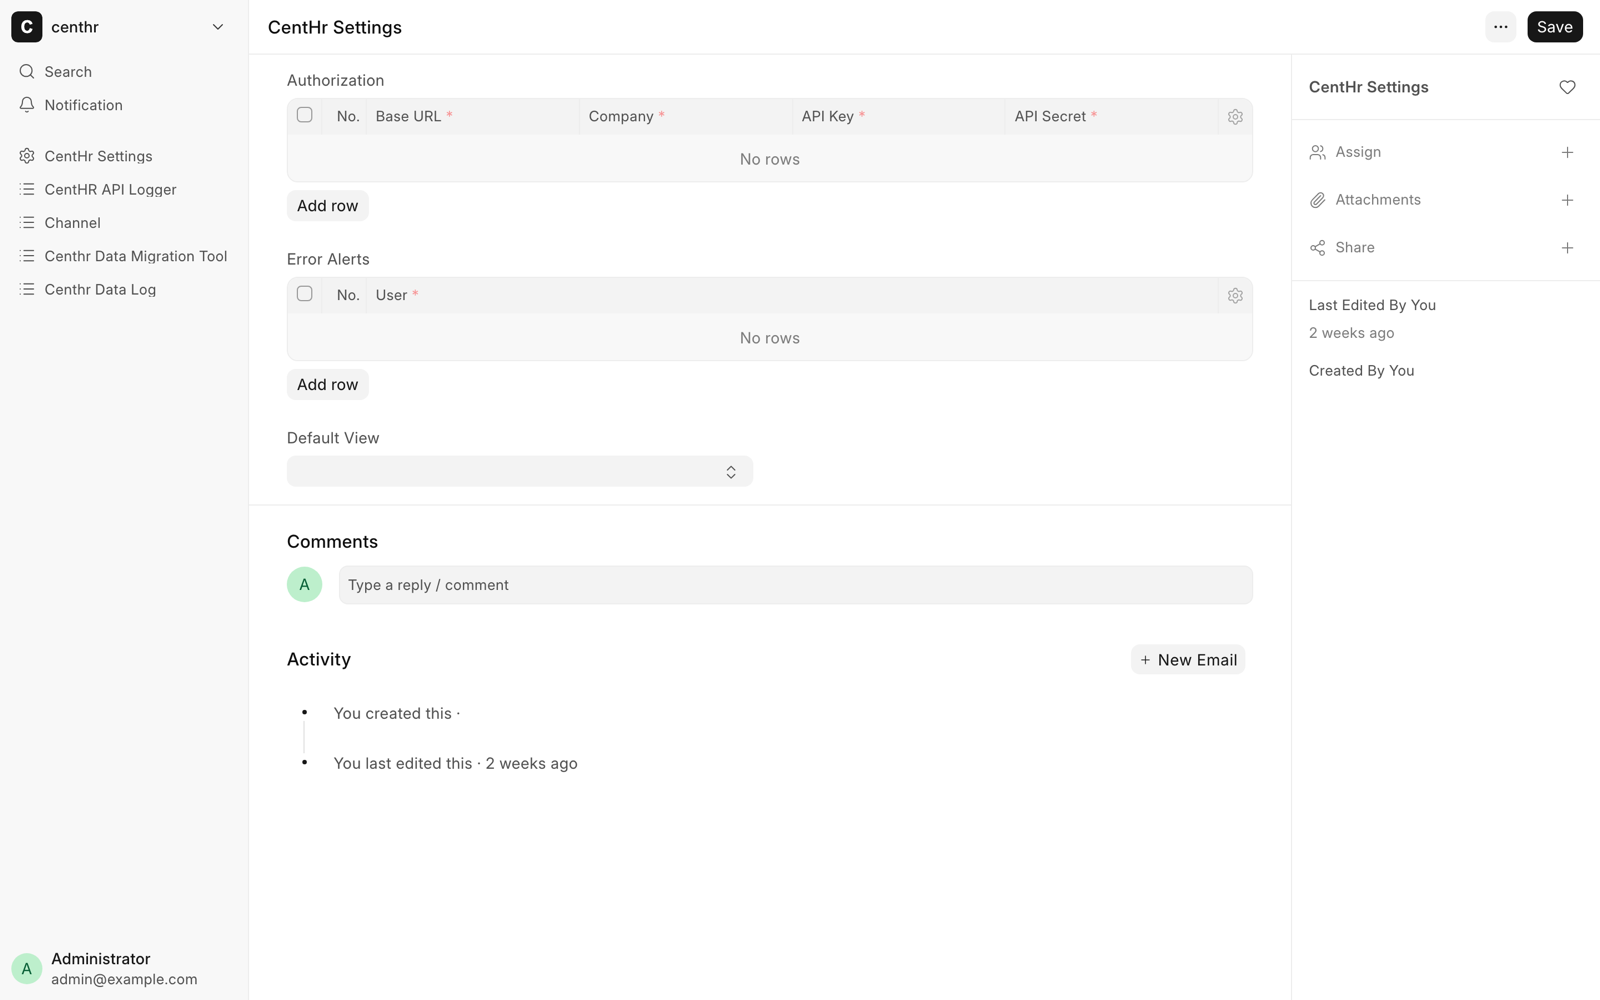 C centhr
Search
Notification
CentHr Settings
CentHR API Logger
Channel
Centhr Data Migration Tool
Centhr Data Log
A Administrator
admin@example.com
CentHr Settings
··· Save
Authorization
No. Base URL * Company * API Key * API Secret *
No rows
Add row
Error Alerts
No. User *
No rows
Add row
Default View
Comments
A Type a reply / comment
Activity
+ New Email
You created this ·
You last edited this · 2 weeks ago
CentHr Settings
Assign +
Attachments +
Share +
Last Edited By You
2 weeks ago
Created By You